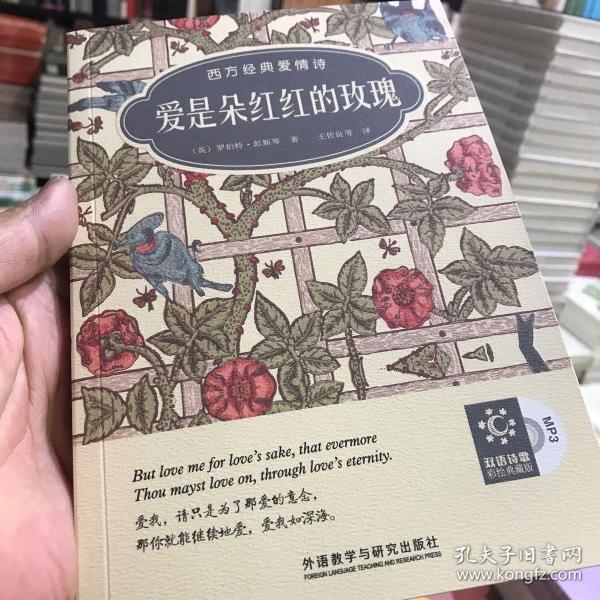 西方经典爱情诗
爱是朵红红的玫瑰
（英）罗伯特·彭斯等 著 王佐良等 译
MP3
双语诗歌
彩绘典藏版
But love me for love's sake, that evermore
Thou mayst love on, through love's eternity.
爱我，请只是为了那爱的意念，
那你就能继续地爱，爱我如深海。
外语教学与研究出版社
FOREIGN LANGUAGE TEACHING AND RESEARCH PRESS
孔夫子旧书网
www.kongfz.com